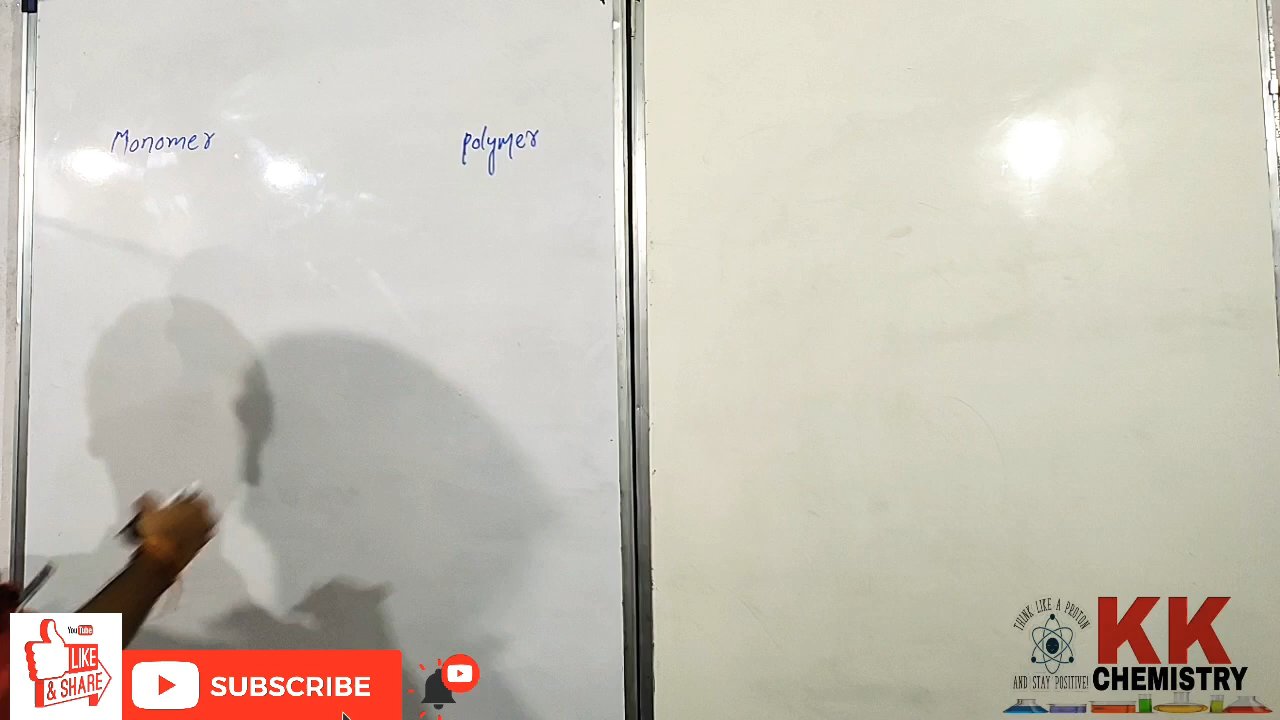 Monomer polymer
YouTube
LIKE
& SHARE
SUBSCRIBE
THINK LIKE A PROTON
AND STAY POSITIVE!
KK
CHEMISTRY